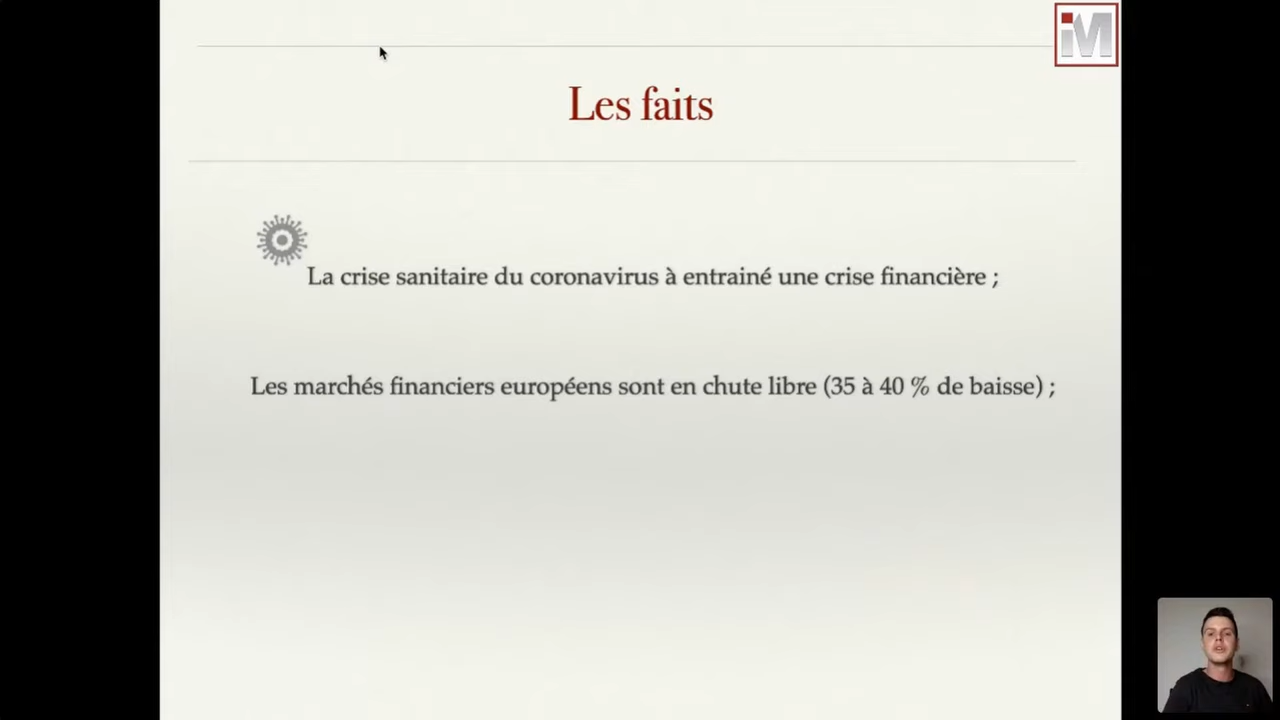 iM
Les faits
La crise sanitaire du coronavirus à entrainé une crise financière ;
Les marchés financiers européens sont en chute libre (35 à 40 % de baisse) ;